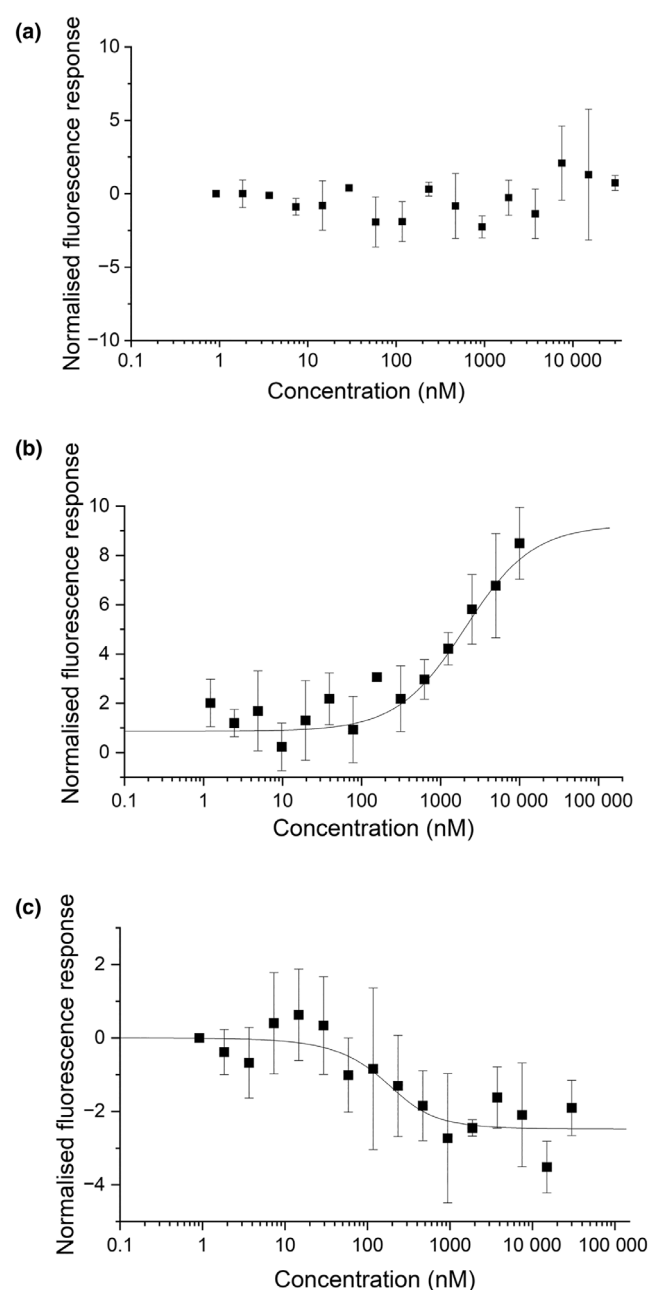 (a)
Normalised fluorescence response
10
5
0
−5
−10
0.1 1 10 100 1000 10 000
Concentration (nM)
(b)
Normalised fluorescence response
10
8
6
4
2
0
0.1 1 10 100 1000 10 000 100 000
Concentration (nM)
(c)
Normalised fluorescence response
2
0
−2
−4
0.1 1 10 100 1000 10 000 100 000
Concentration (nM)